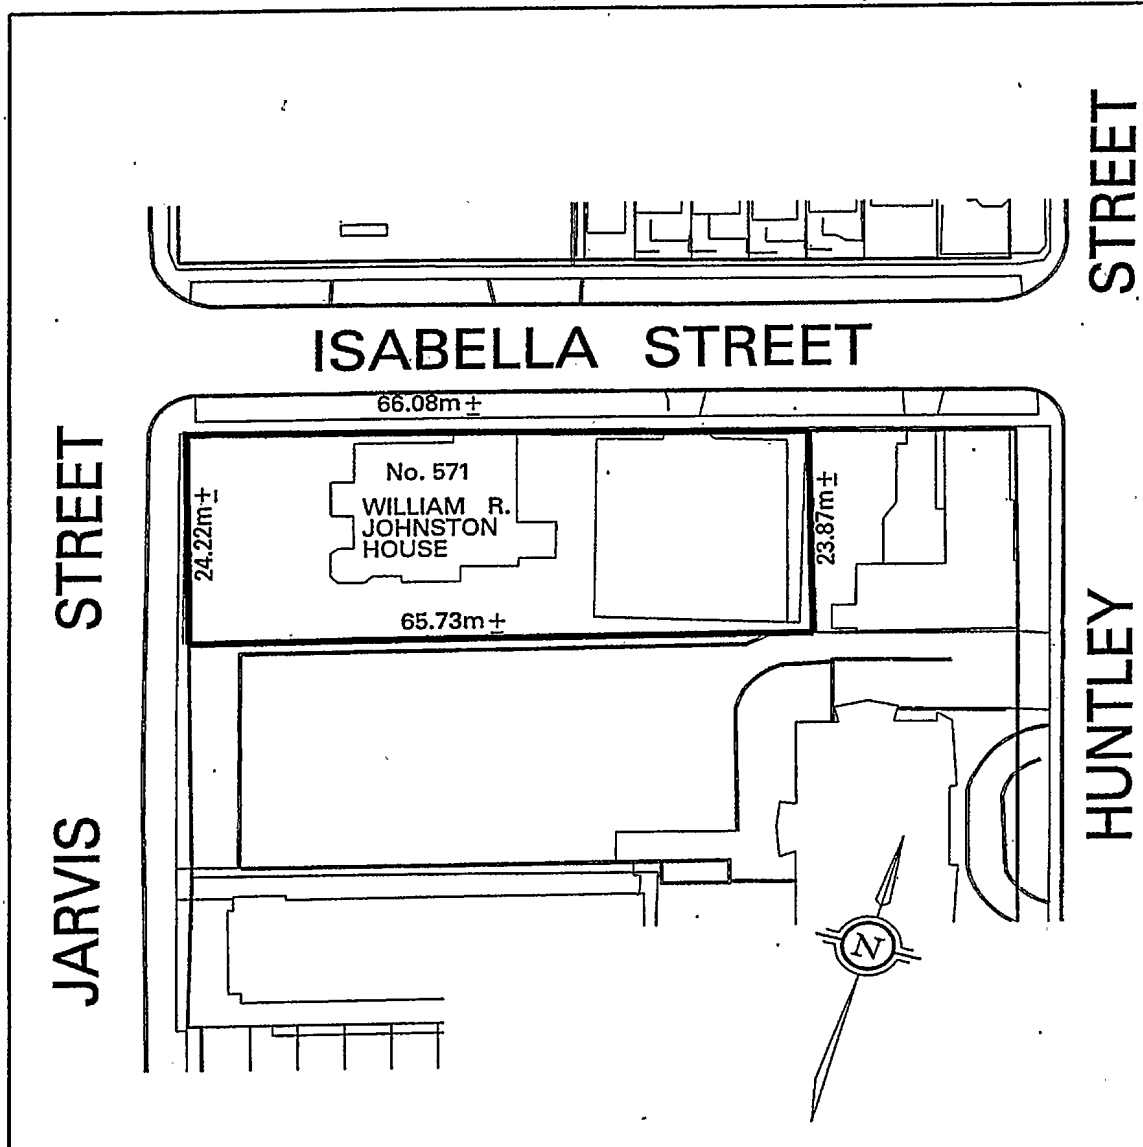 ISABELLA STREET
66.08m±
No. 571
WILLIAM R.
JOHNSTON
HOUSE
24.22m±
23.87m±
65.73m±
JARVIS STREET
HUNTLEY STREET
N